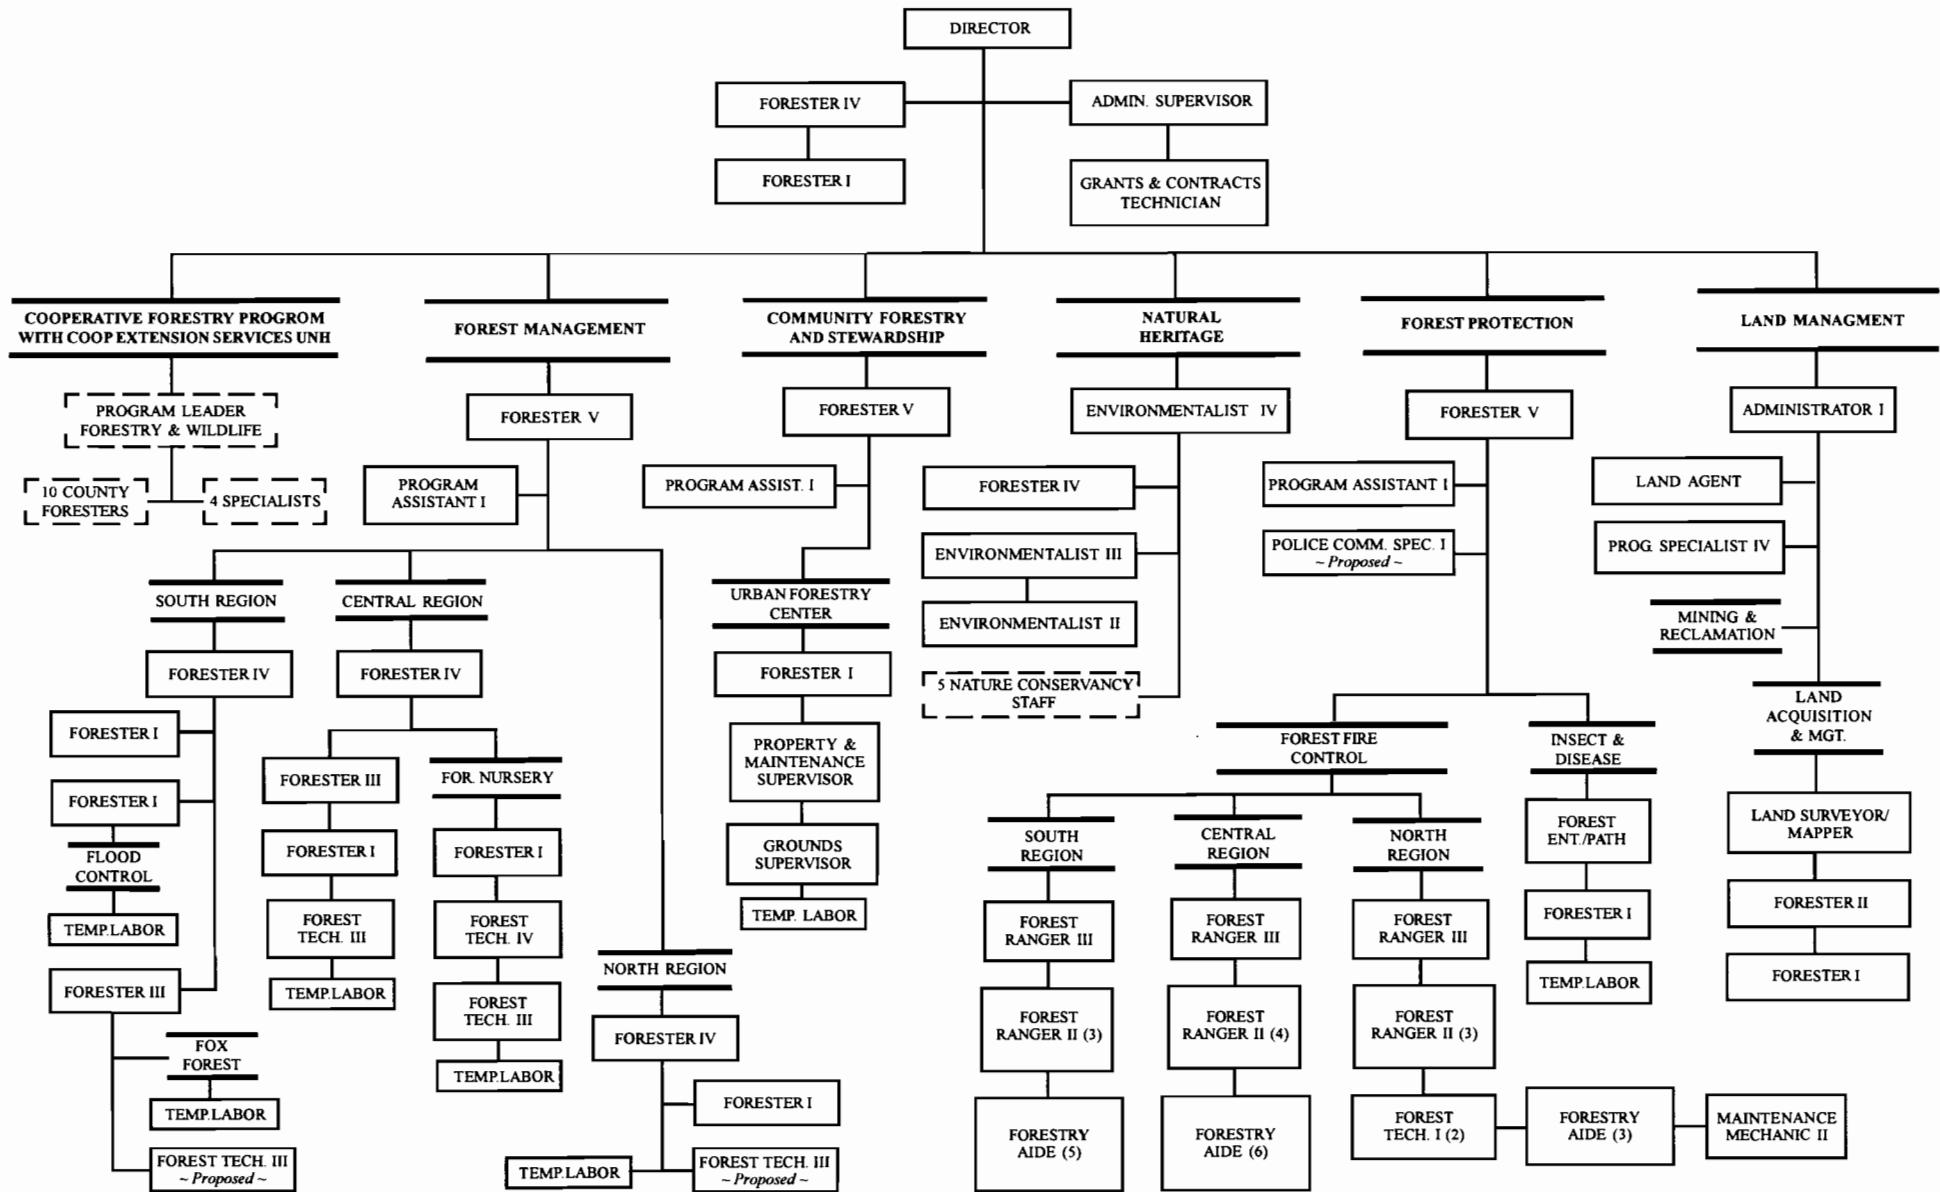 DIRECTOR
FORESTER IV
ADMIN. SUPERVISOR
FORESTER I
GRANTS & CONTRACTS
TECHNICIAN
COOPERATIVE FORESTRY PROGROM
WITH COOP EXTENSION SERVICES UNH
PROGRAM LEADER
FORESTRY & WILDLIFE
10 COUNTY
FORESTERS
4 SPECIALISTS
FOREST MANAGEMENT
FORESTER V
PROGRAM
ASSISTANT I
SOUTH REGION
FORESTER IV
FORESTER I
FORESTER I
FLOOD
CONTROL
TEMP.LABOR
FORESTER III
FOX
FOREST
TEMP.LABOR
FOREST TECH. III
~ Proposed ~
CENTRAL REGION
FORESTER IV
FORESTER III
FORESTER I
FOREST
TECH. III
TEMP.LABOR
FOR. NURSERY
FORESTER I
FOREST
TECH. IV
FOREST
TECH. III
TEMP.LABOR
NORTH REGION
FORESTER IV
FORESTER I
TEMP.LABOR
FOREST TECH. III
~ Proposed ~
COMMUNITY FORESTRY
AND STEWARDSHIP
FORESTER V
PROGRAM ASSIST. I
URBAN FORESTRY
CENTER
FORESTER I
PROPERTY &
MAINTENANCE
SUPERVISOR
GROUNDS
SUPERVISOR
TEMP. LABOR
NATURAL
HERITAGE
ENVIRONMENTALIST IV
FORESTER IV
ENVIRONMENTALIST III
ENVIRONMENTALIST II
5 NATURE CONSERVANCY
STAFF
FOREST PROTECTION
FORESTER V
PROGRAM ASSISTANT I
POLICE COMM. SPEC. I
~ Proposed ~
FOREST FIRE
CONTROL
SOUTH
REGION
FOREST
RANGER III
FOREST
RANGER II (3)
FORESTRY
AIDE (5)
CENTRAL
REGION
FOREST
RANGER III
FOREST
RANGER II (4)
FORESTRY
AIDE (6)
NORTH
REGION
FOREST
RANGER III
FOREST
RANGER II (3)
FOREST
TECH. I (2)
FORESTRY
AIDE (3)
MAINTENANCE
MECHANIC II
INSECT &
DISEASE
FOREST
ENT./PATH
FORESTER I
TEMP.LABOR
LAND MANAGMENT
ADMINISTRATOR I
LAND AGENT
PROG. SPECIALIST IV
MINING &
RECLAMATION
LAND
ACQUISITION
& MGT.
LAND SURVEYOR/
MAPPER
FORESTER II
FORESTER I